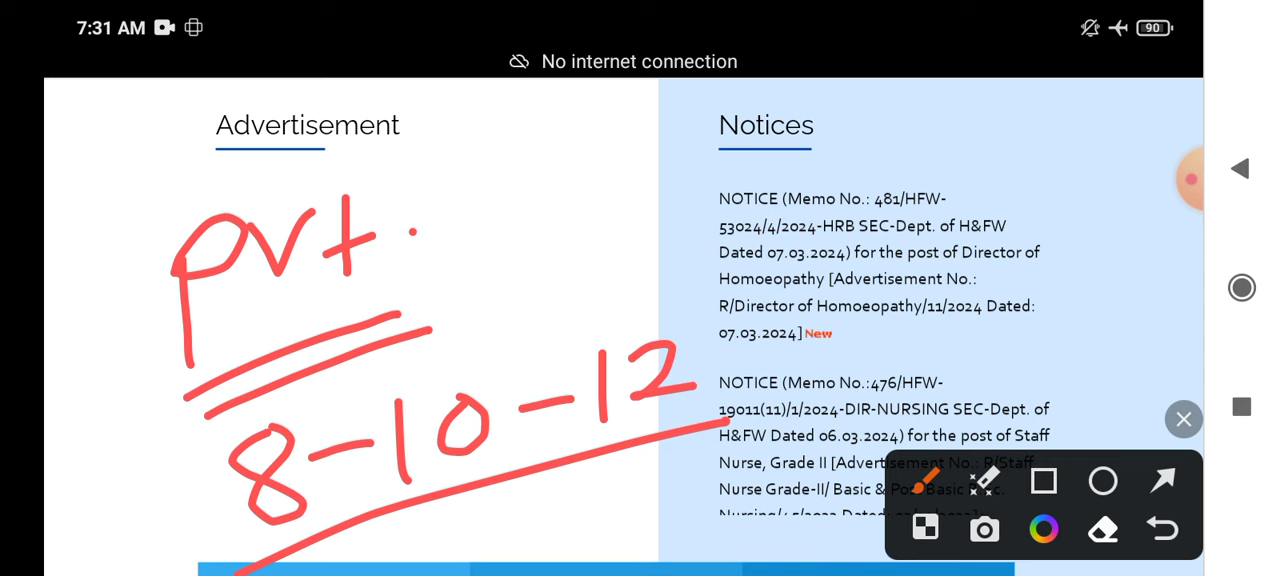 7:31 AM
90
No internet connection
Advertisement
pvt.
8-10-12
Notices
NOTICE (Memo No.: 481/HFW-
53024/4/2024-HRB SEC-Dept. of H&FW
Dated 07.03.2024) for the post of Director of
Homoeopathy [Advertisement No.:
R/Director of Homoeopathy/11/2024 Dated:
07.03.2024] New
NOTICE (Memo No.:476/HFW-
19011(11)/1/2024-DIR-NURSING SEC-Dept. of
H&FW Dated 06.03.2024) for the post of Staff
Nurse, Grade II [Advertisement No.: R/Staff
Nurse Grade-II/ Basic & Post Basic B.Sc.